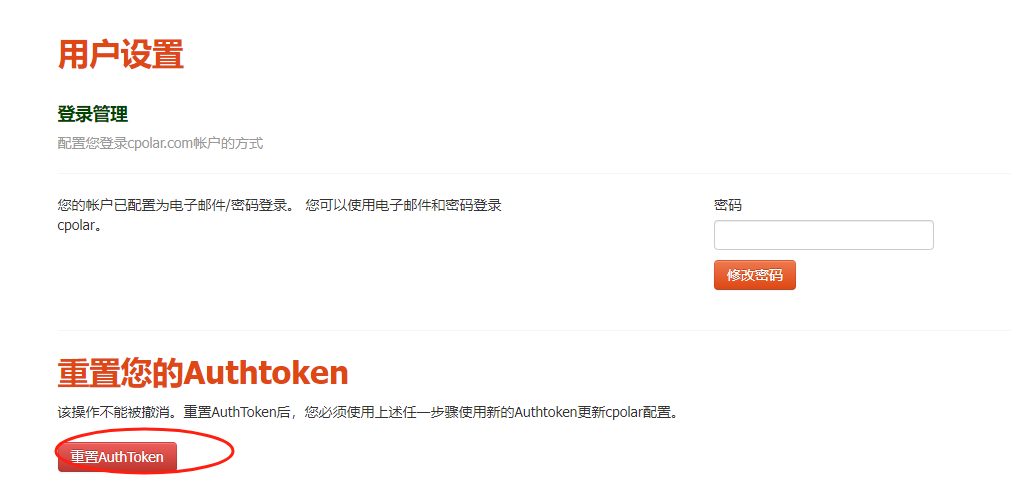 用户设置
登录管理
配置您登录cpolar.com帐户的方式
您的帐户已配置为电子邮件/密码登录。 您可以使用电子邮件和密码登录
cpolar。
密码
修改密码
重置您的Authtoken
该操作不能被撤消。重置AuthToken后，您必须使用上述任一步骤使用新的Authtoken更新cpolar配置。
重置AuthToken